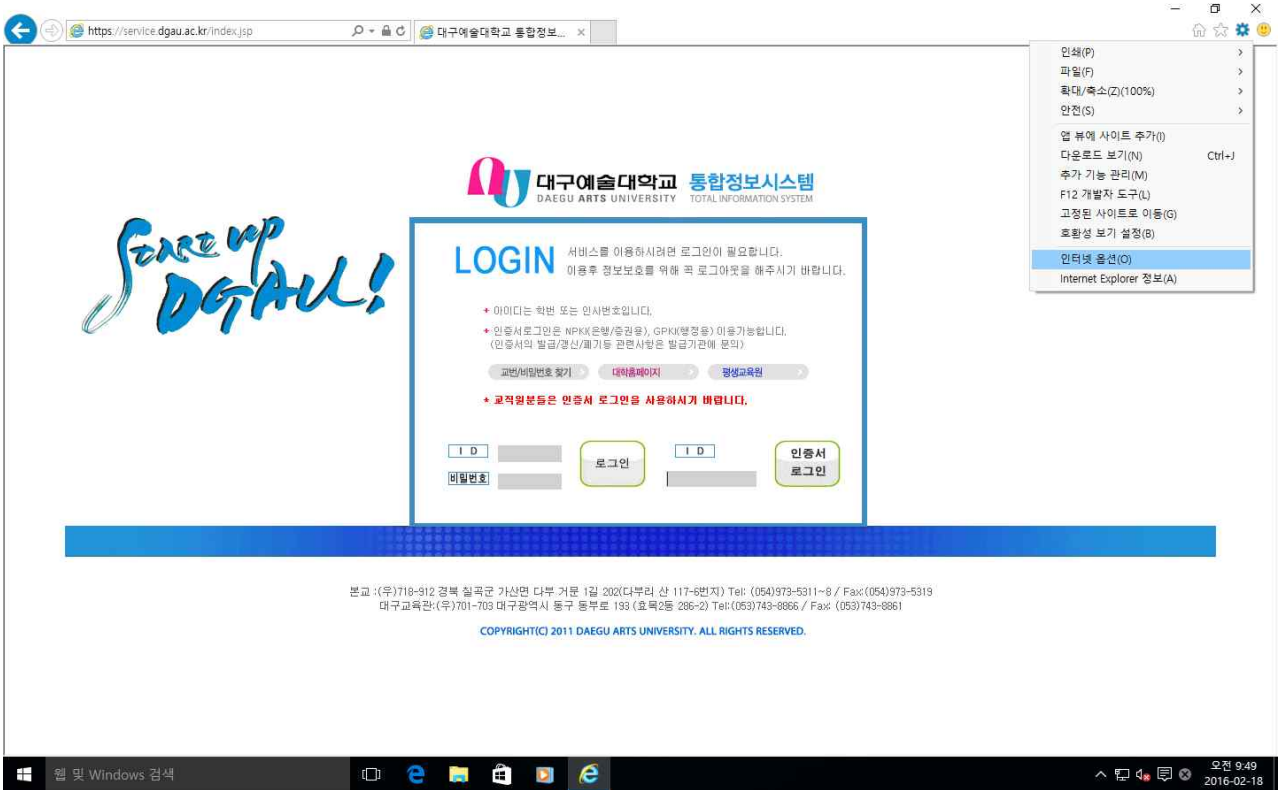 https://service.dgau.ac.kr/index.jsp
대구예술대학교 통합정보...
인쇄(P)
파일(F)
확대/축소(Z)(100%)
안전(S)
앱 뷰에 사이트 추가(I)
다운로드 보기(N) Ctrl+J
추가 기능 관리(M)
F12 개발자 도구(L)
고정된 사이트로 이동(G)
호환성 보기 설정(B)
인터넷 옵션(O)
Internet Explorer 정보(A)
대구예술대학교 통합정보시스템
DAEGU ARTS UNIVERSITY TOTAL INFORMATION SYSTEM
START UP
DGAU!
LOGIN
서비스를 이용하시려면 로그인이 필요합니다.
이용후 정보보호를 위해 꼭 로그아웃을 해주시기 바랍니다.
* 아이디는 학번 또는 인사번호입니다.
* 인증서로그인은 NPKI(은행/증권용), GPKI(행정용) 이용가능합니다.
(인증서의 발급/갱신/폐기등 관련사항은 발급기관에 문의)
교번/비밀번호 찾기
대학홈페이지
평생교육원
* 교직원분들은 인증서 로그인을 사용하시기 바랍니다.
ID
비밀번호
로그인
ID
인증서
로그인
본교 :(우)718-912 경북 칠곡군 가산면 다부 거문 1길 202(다부리 산 117-6번지) Tel: (054)973-5311~8 / Fax:(054)973-5319
대구교육관:(우)701-703 대구광역시 동구 동부로 193 (효목2동 286-2) Tel:(053)743-8866 / Fax: (053)743-8861
COPYRIGHT(C) 2011 DAEGU ARTS UNIVERSITY. ALL RIGHTS RESERVED.
웹 및 Windows 검색
오전 9:49
2016-02-18